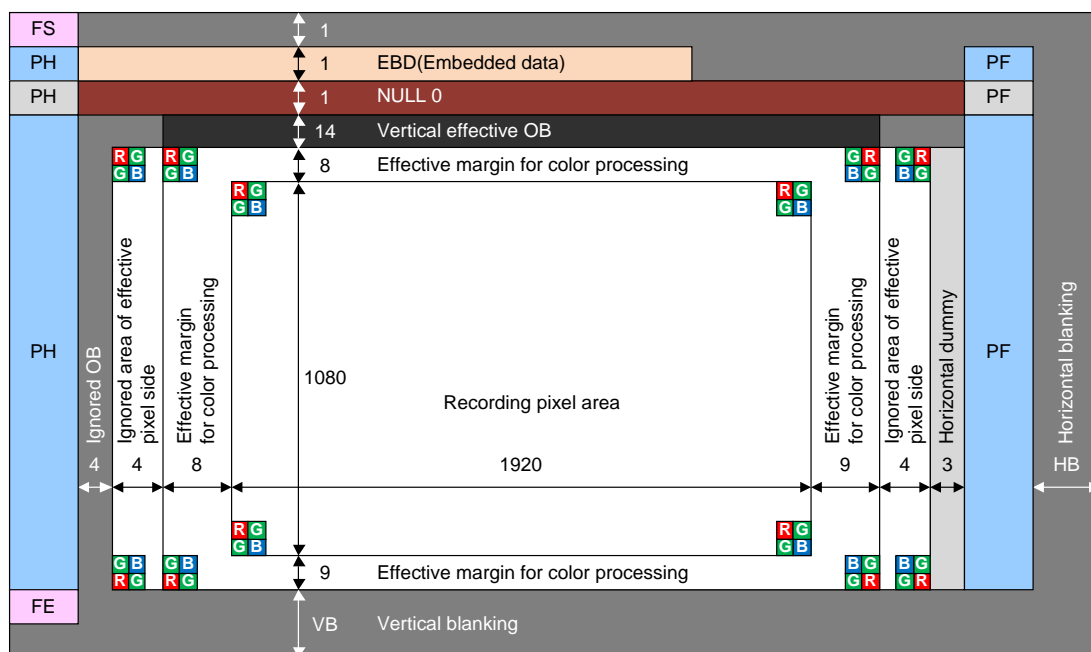 FS
1
PH
1
EBD(Embedded data)
PF
PH
1
NULL 0
PF
14
Vertical effective OB
R G
G B
R G
G B
8
Effective margin for color processing
G R
B G
G R
B G
R G
G B
R G
G B
PH
Ignored OB
4
Ignored area of effective
pixel side
4
Effective margin
for color processing
8
1080
Recording pixel area
1920
Effective margin
for color processing
9
Ignored area of effective
pixel side
4
Horizontal dummy
3
PF
Horizontal blanking
HB
R G
G B
R G
G B
G B
R G
G B
R G
9
Effective margin for color processing
B G
G R
B G
G R
FE
VB
Vertical blanking